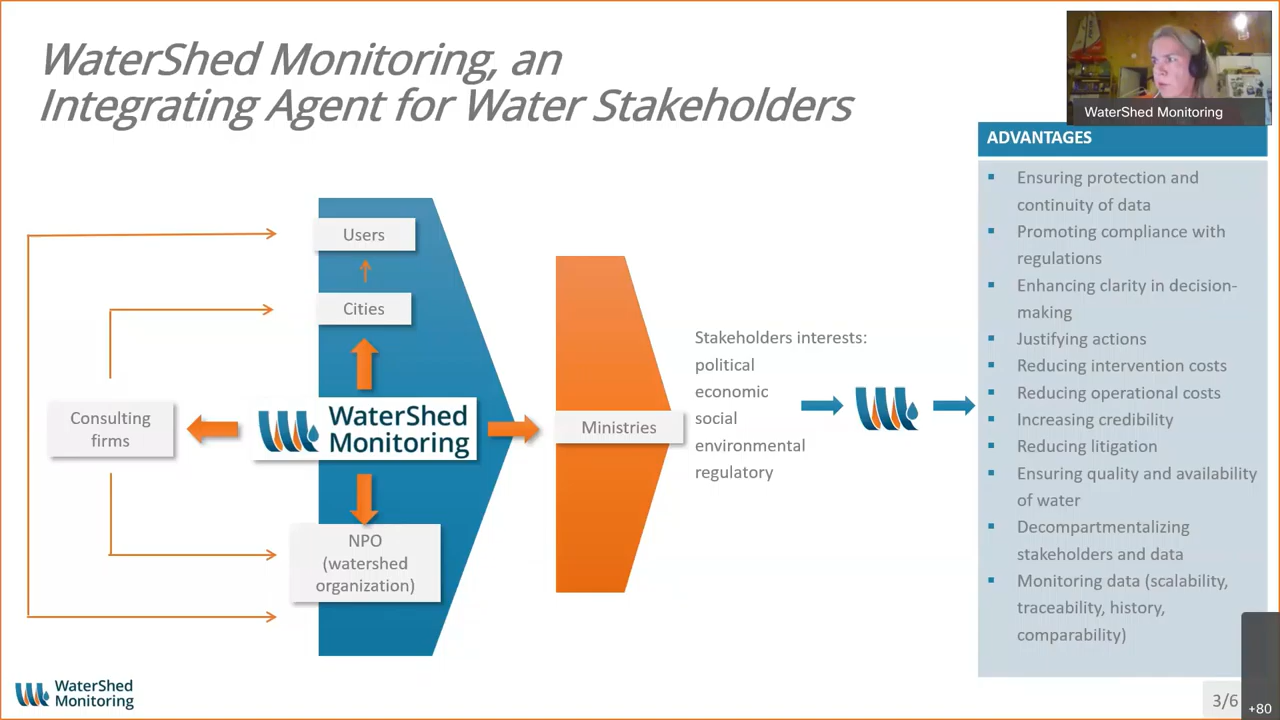 WaterShed Monitoring, an
Integrating Agent for Water Stakeholders
WaterShed Monitoring
ADVANTAGES
Ensuring protection and
continuity of data
Promoting compliance with
regulations
Enhancing clarity in decision-
making
Justifying actions
Reducing intervention costs
Reducing operational costs
Increasing credibility
Reducing litigation
Ensuring quality and availability
of water
Decompartmentalizing
stakeholders and data
Monitoring data (scalability,
traceability, history,
comparability)
Users
Cities
Consulting
firms
WaterShed
Monitoring
NPO
(watershed
organization)
Ministries
Stakeholders interests:
political
economic
social
environmental
regulatory
WaterShed
Monitoring
3/6
+80